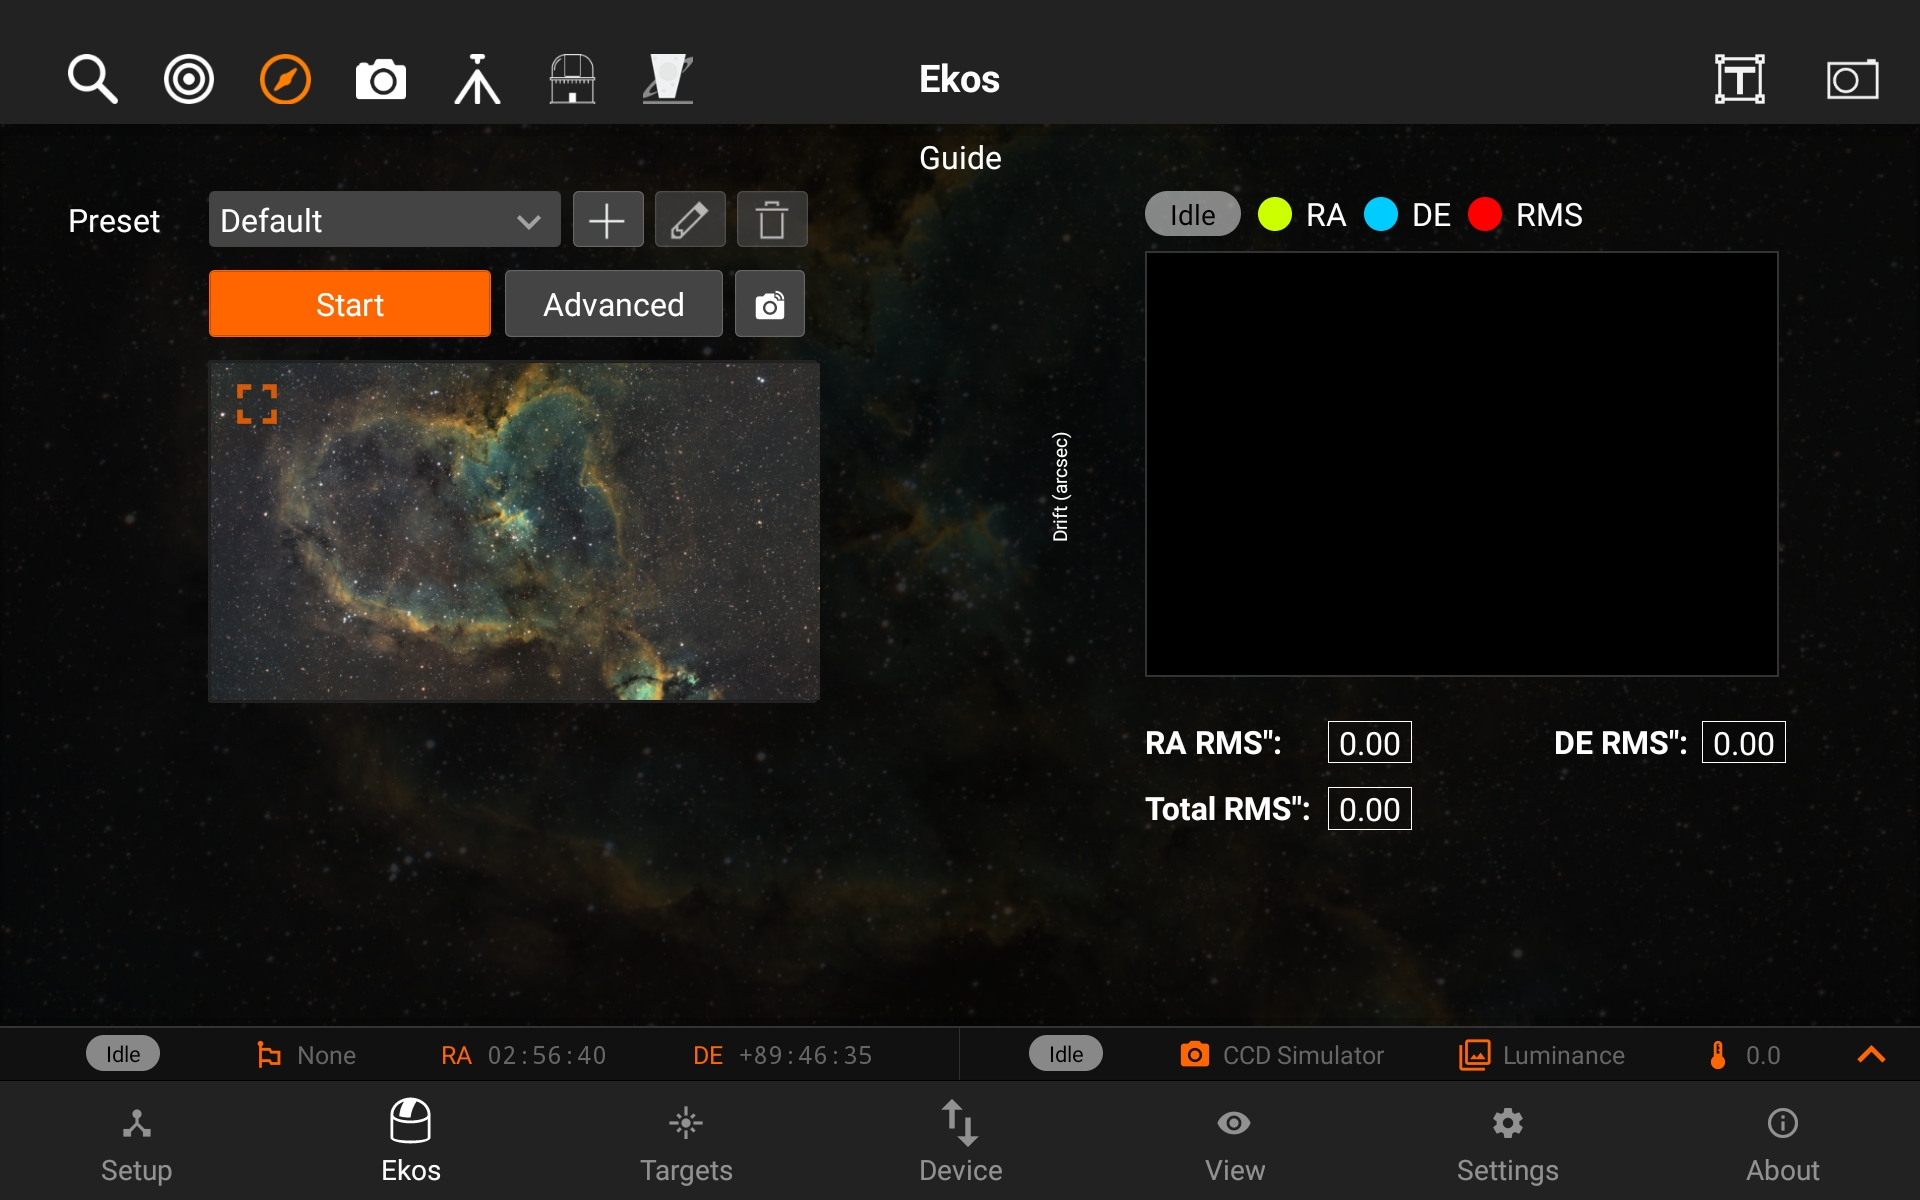 Ekos
Guide
Preset Default
Start Advanced
Idle RA DE RMS
Drift (arcsec)
RA RMS": 0.00 DE RMS": 0.00
Total RMS": 0.00
Idle None RA 02:56:40 DE +89:46:35 Idle CCD Simulator Luminance 0.0
Setup Ekos Targets Device View Settings About